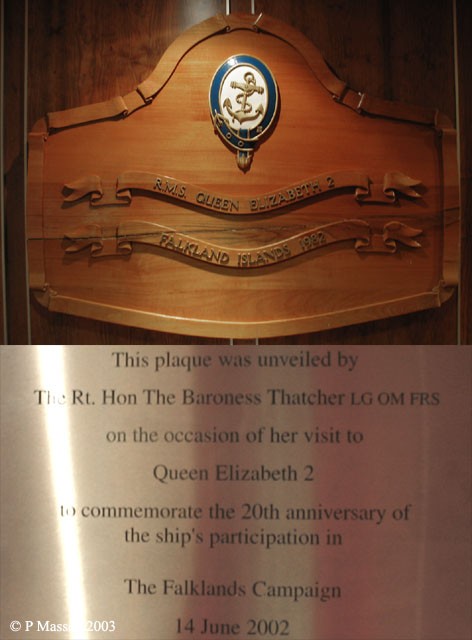 R.M.S. QUEEN ELIZABETH 2
FALKLAND ISLANDS 1982
This plaque was unveiled by
The Rt. Hon The Baroness Thatcher LG OM FRS
on the occasion of her visit to
Queen Elizabeth 2
to commemorate the 20th anniversary of
the ship's participation in
The Falklands Campaign
14 June 2002
© P 2003